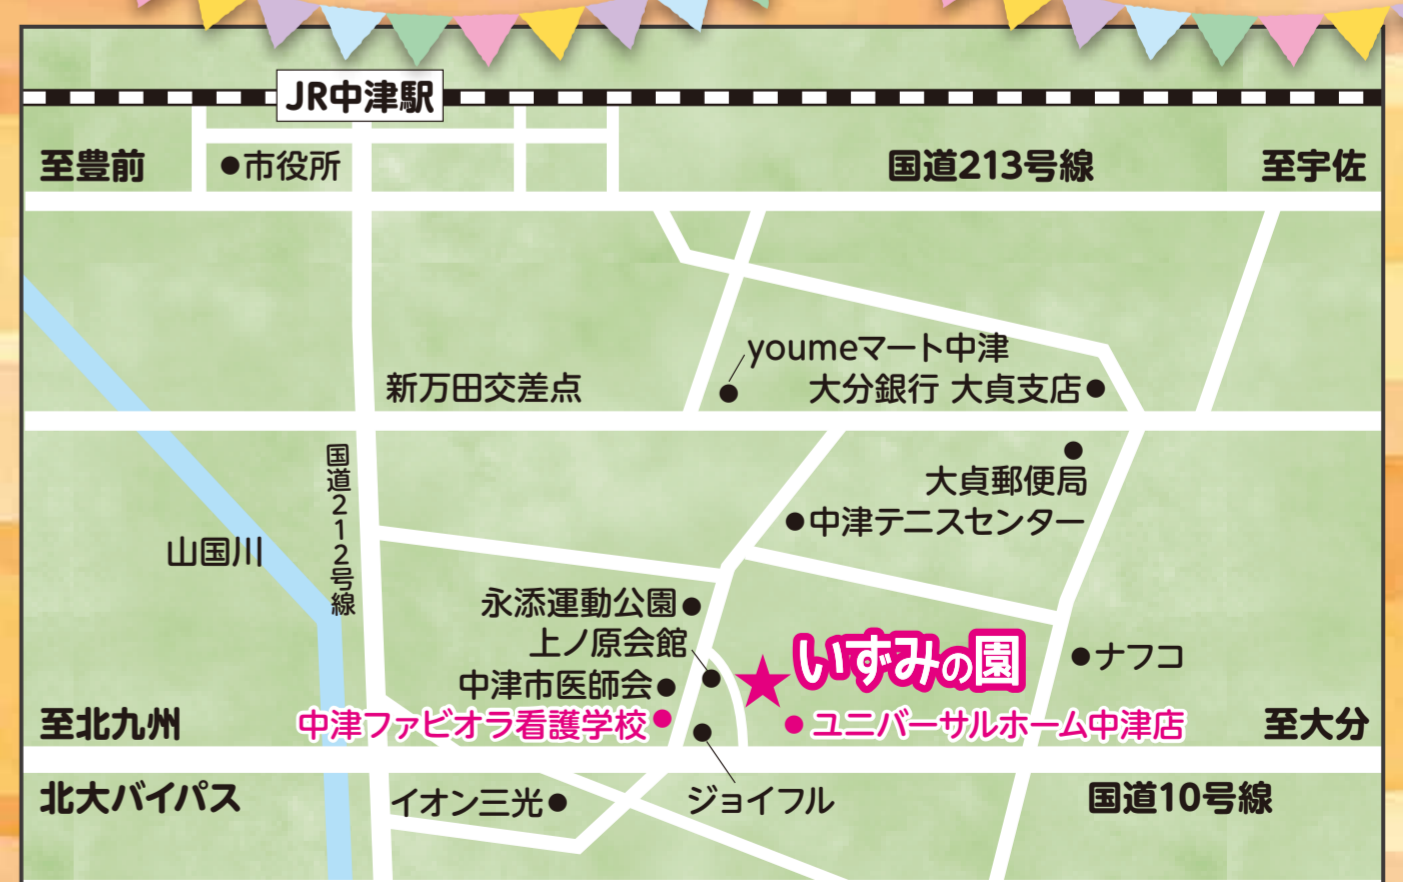 JR中津駅
至豊前
●市役所
国道213号線
至宇佐
youmeマート中津
新万田交差点
大分銀行 大貞支店●
国道212号線
大貞郵便局
●中津テニスセンター
山国川
永添運動公園●
上ノ原会館
いずみの園
●ナフコ
中津市医師会●
至北九州
中津ファビオラ看護学校●
●ユニバーサルホーム中津店
至大分
北大バイパス
イオン三光●
ジョイフル
国道10号線